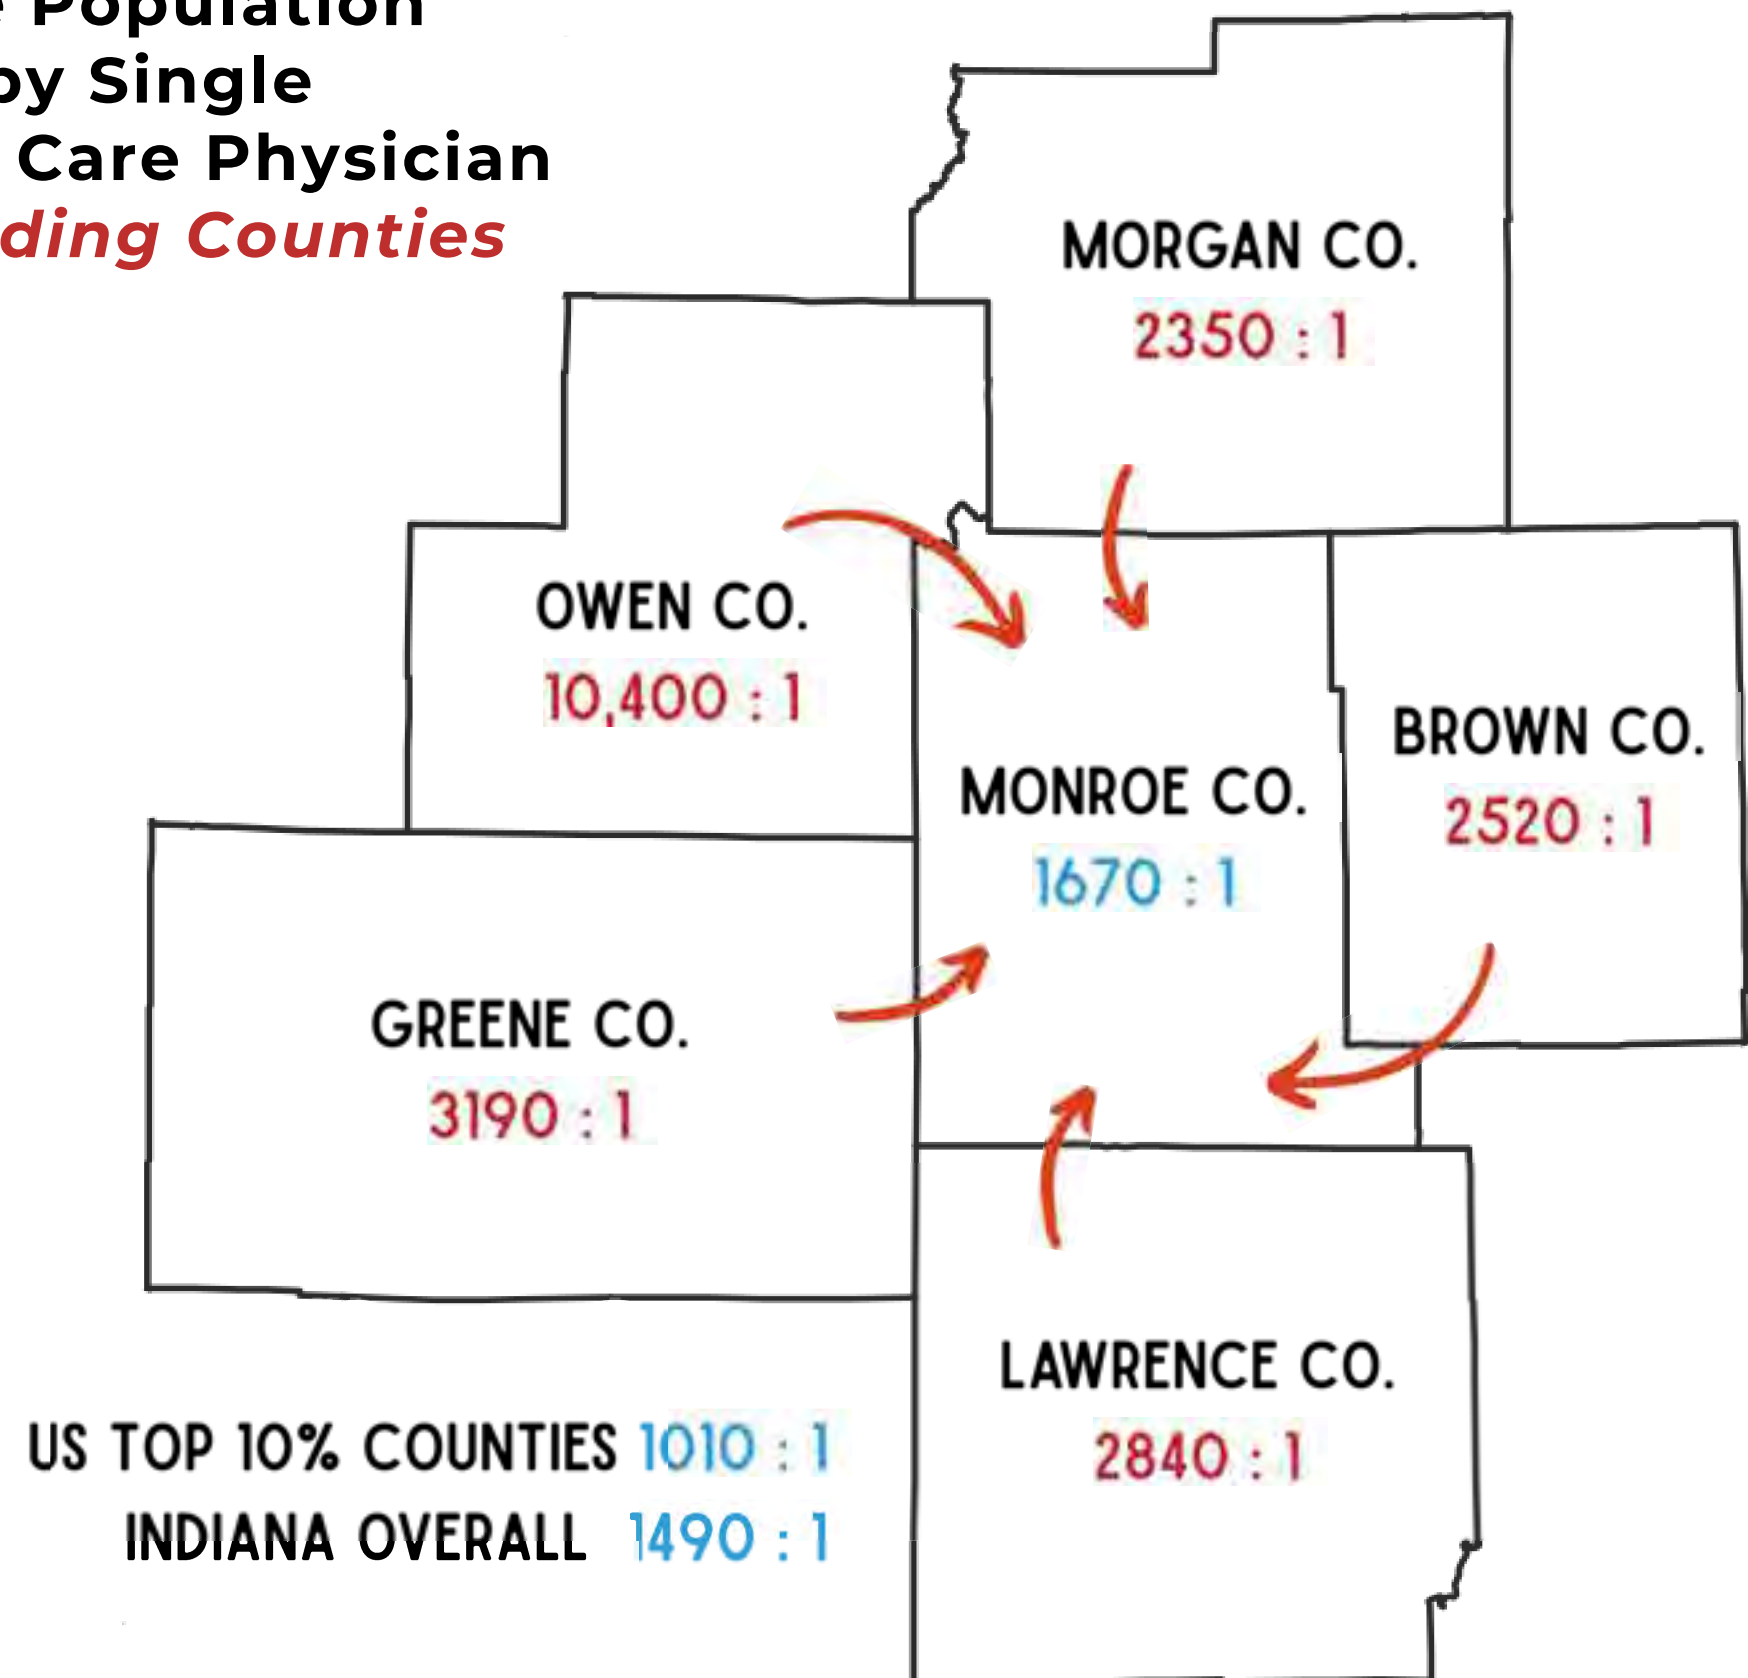 Population
by Single
Care Physician
ding Counties
MORGAN CO.
2350 : 1
OWEN CO.
10,400 : 1
BROWN CO.
2520 : 1
MONROE CO.
1670 : 1
GREENE CO.
3190 : 1
LAWRENCE CO.
2840 : 1
US TOP 10% COUNTIES 1010 : 1
INDIANA OVERALL 1490 : 1